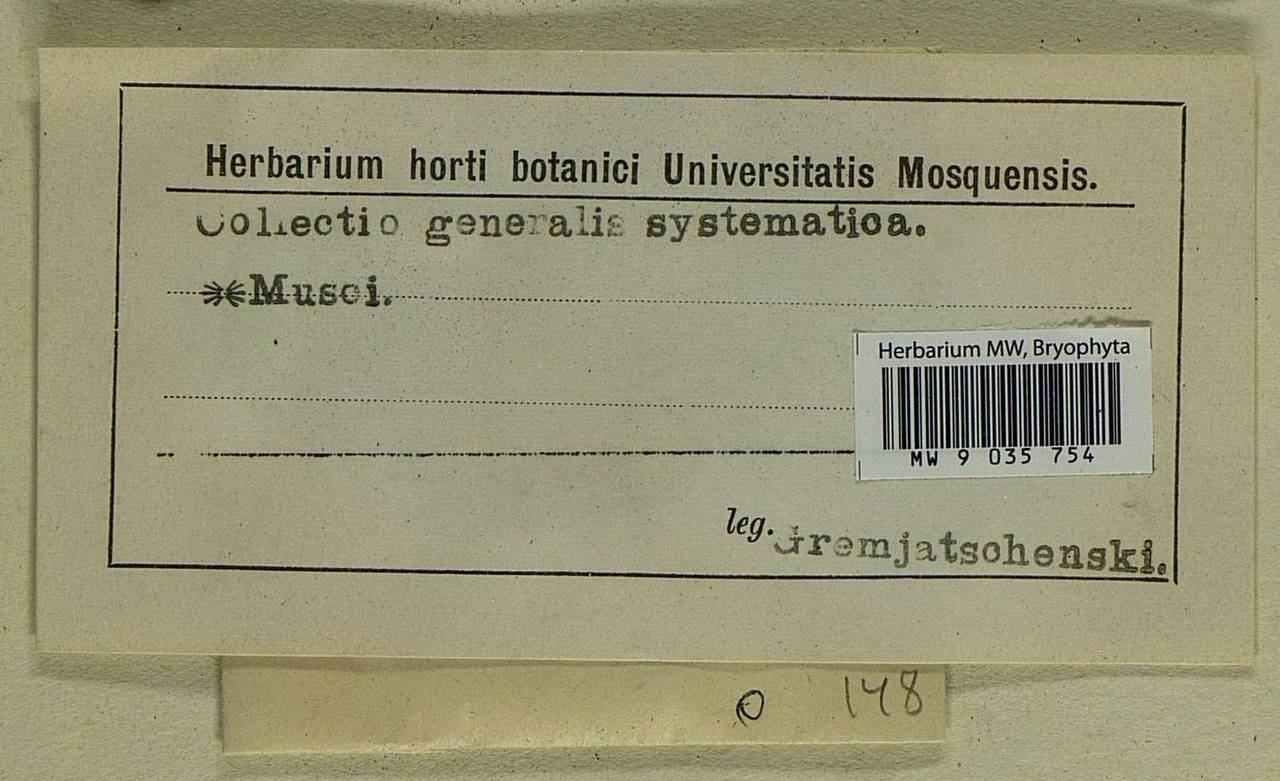 Herbarium horti botanici Universitatis Mosquensis.
Collectio generalis systematica.
Musci.
Herbarium MW, Bryophyta
MW 9 035 754
leg. Gremjatschenski.
O 148